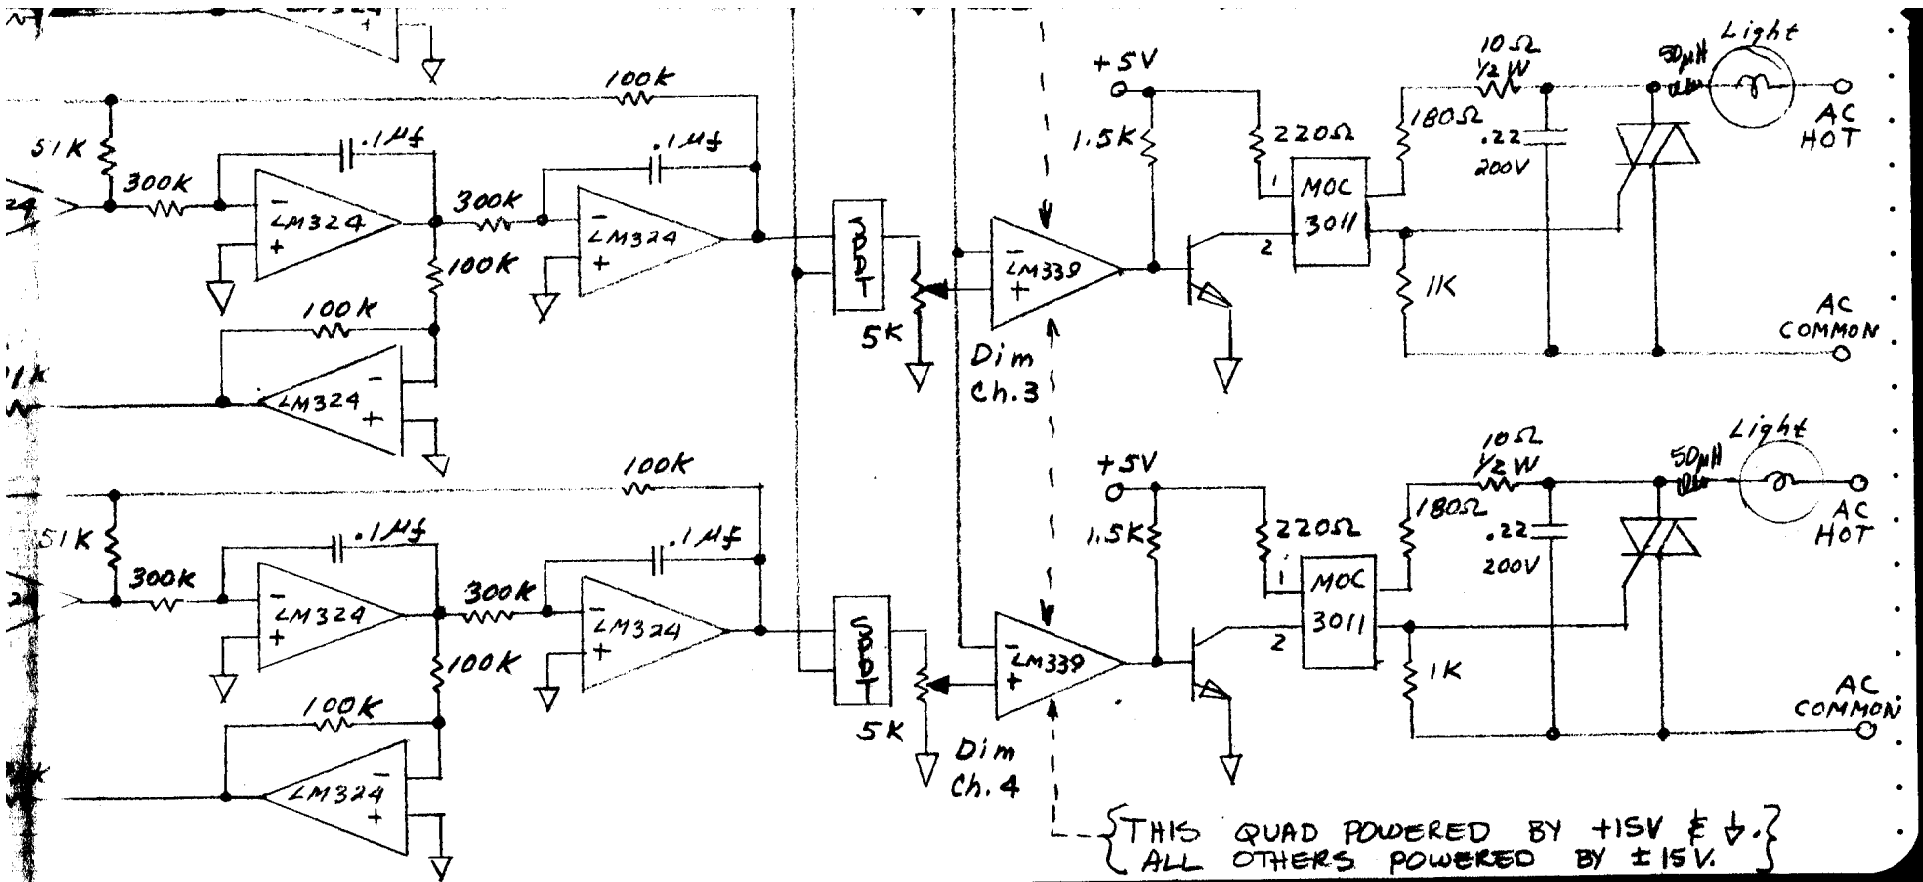 LM324
+
Light
10Ω
1/2 W
50μH
+5V
100K
AC
HOT
180Ω
.22
200V
220Ω
1.5K
51K
.1μf
.1μf
300K
300K
MOC
3011
1
2
−
LM324
+
−
LM324
+
SPDT
−
LM339
+
100K
1K
100K
5K
AC
COMMON
Dim
Ch.3
−
LM324
+
Light
10Ω
1/2 W
50μH
+5V
100K
AC
HOT
180Ω
.22
200V
220Ω
1.5K
51K
.1μf
.1μf
300K
300K
MOC
3011
1
2
−
LM324
+
−
LM324
+
SPDT
−
LM339
+
100K
1K
100K
5K
AC
COMMON
Dim
Ch.4
−
LM324
+
{THIS QUAD POWERED BY +15V & ⏚.}
ALL OTHERS POWERED BY ±15V.